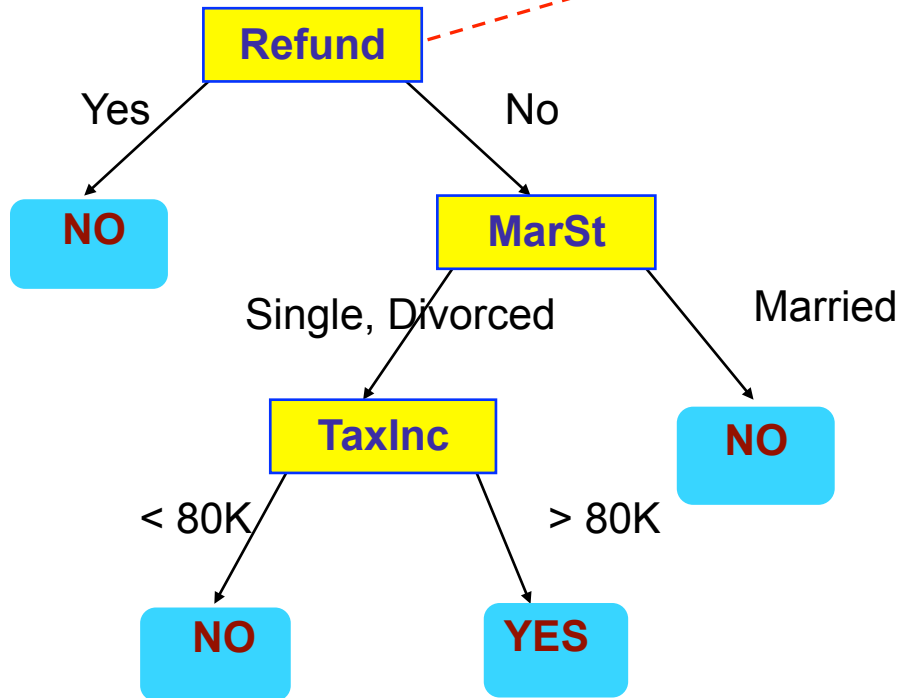 Refund
Yes
No
NO
MarSt
Single, Divorced
Married
TaxInc
NO
< 80K
> 80K
NO
YES